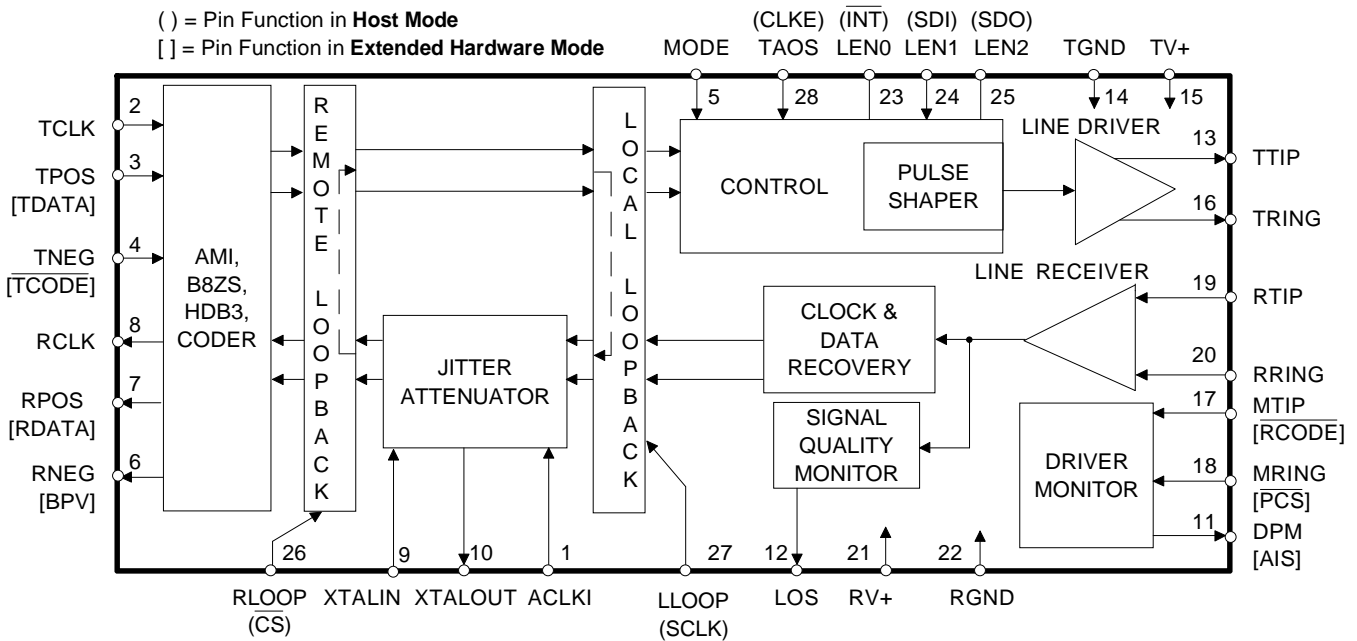 ( ) = Pin Function in Host Mode
[ ] = Pin Function in Extended Hardware Mode
(CLKE) (INT) (SDI) (SDO)
MODE TAOS LEN0 LEN1 LEN2 TGND TV+
5 28 23 24 25 14 15
TCLK
2
TPOS
[TDATA]
3
TNEG
[TCODE]
4
RCLK
8
RPOS
[RDATA]
7
RNEG
[BPV]
6
AMI,
B8ZS,
HDB3,
CODER
REMOTE LOOPBACK
JITTER
ATTENUATOR
LOCAL LOOPBACK
CONTROL
PULSE
SHAPER
LINE DRIVER
13
TTIP
16
TRING
LINE RECEIVER
19
RTIP
20
RRING
CLOCK &
DATA
RECOVERY
SIGNAL
QUALITY
MONITOR
DRIVER
MONITOR
17
MTIP
[RCODE]
18
MRING
[PCS]
11
DPM
[AIS]
26 9 10 1 27 12 21 22
RLOOP XTALIN XTALOUT ACLKI LLOOP LOS RV+ RGND
(CS) (SCLK)